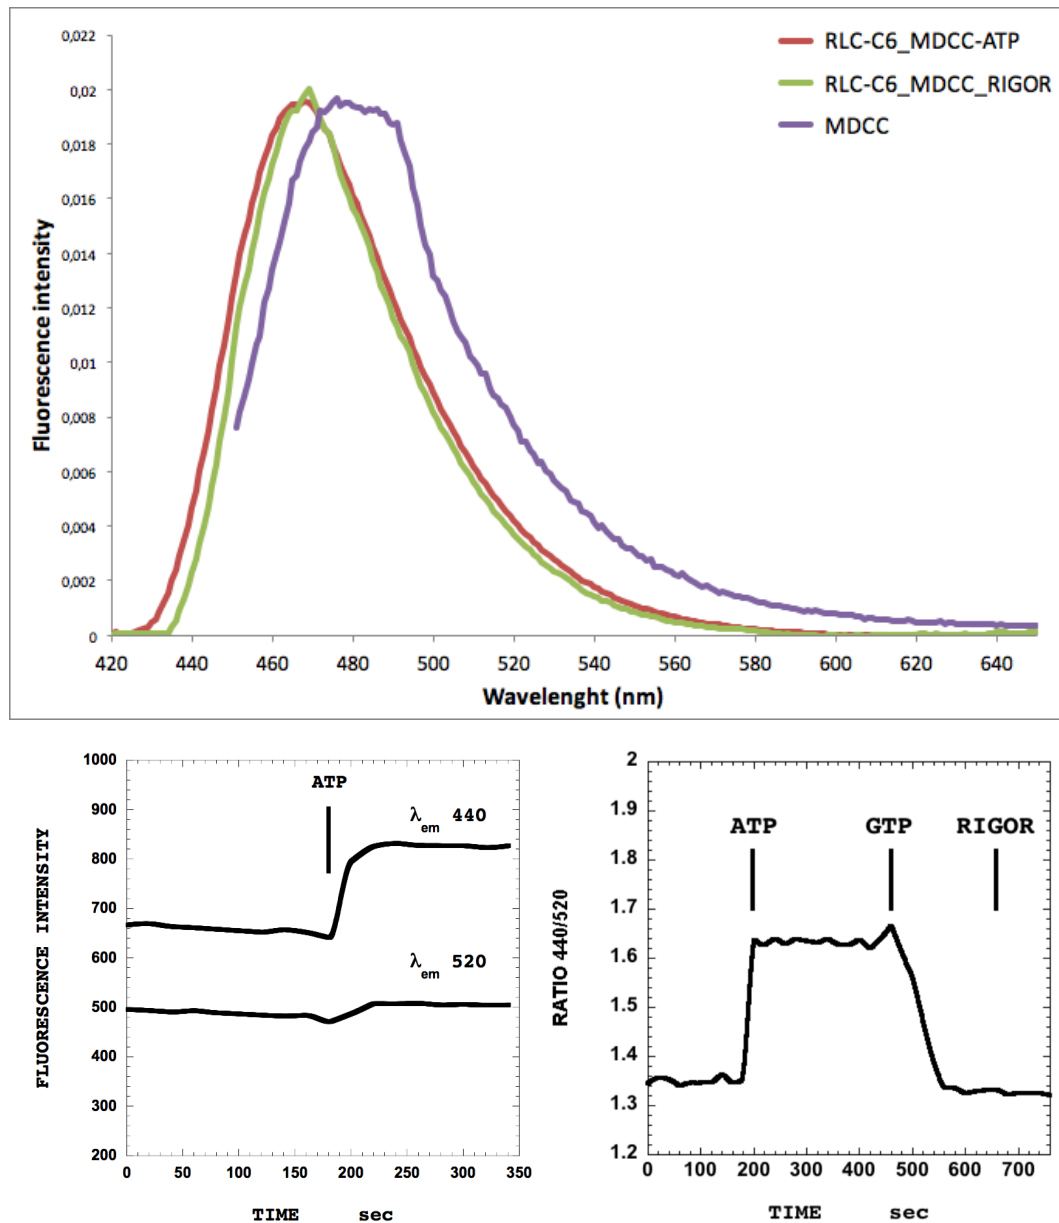 RLC-C6_MDCC-ATP
RLC-C6_MDCC_RIGOR
MDCC
Fluorescence intensity
0,022
0,02
0,018
0,016
0,014
0,012
0,01
0,008
0,006
0,004
0,002
0
420 440 460 480 500 520 540 560 580 600 620 640
Wavelenght (nm)
FLUORESCENCE INTENSITY
1000
900
800
700
600
500
400
300
200
ATP
λem 440
λem 520
0 50 100 150 200 250 300 350
TIME sec
RATIO 440/520
2
1.9
1.8
1.7
1.6
1.5
1.4
1.3
1.2
ATP GTP RIGOR
0 100 200 300 400 500 600 700
TIME sec